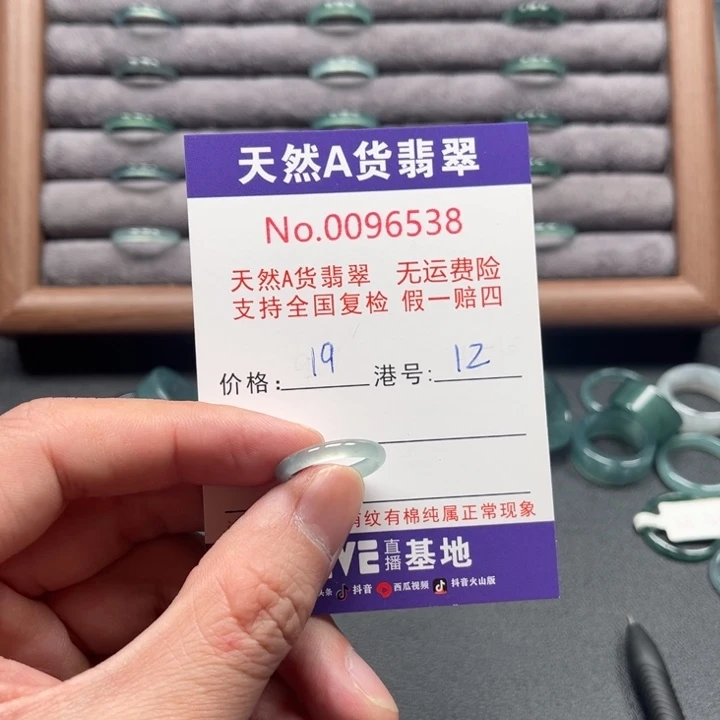 天然A货翡翠
No.0096538
天然A货翡翠 无运费险
支持全国复检 假一赔四
价格: 19 港号: 12
有纹有棉纯属正常现象
直播基地
抖音 西瓜视频 抖音火山版